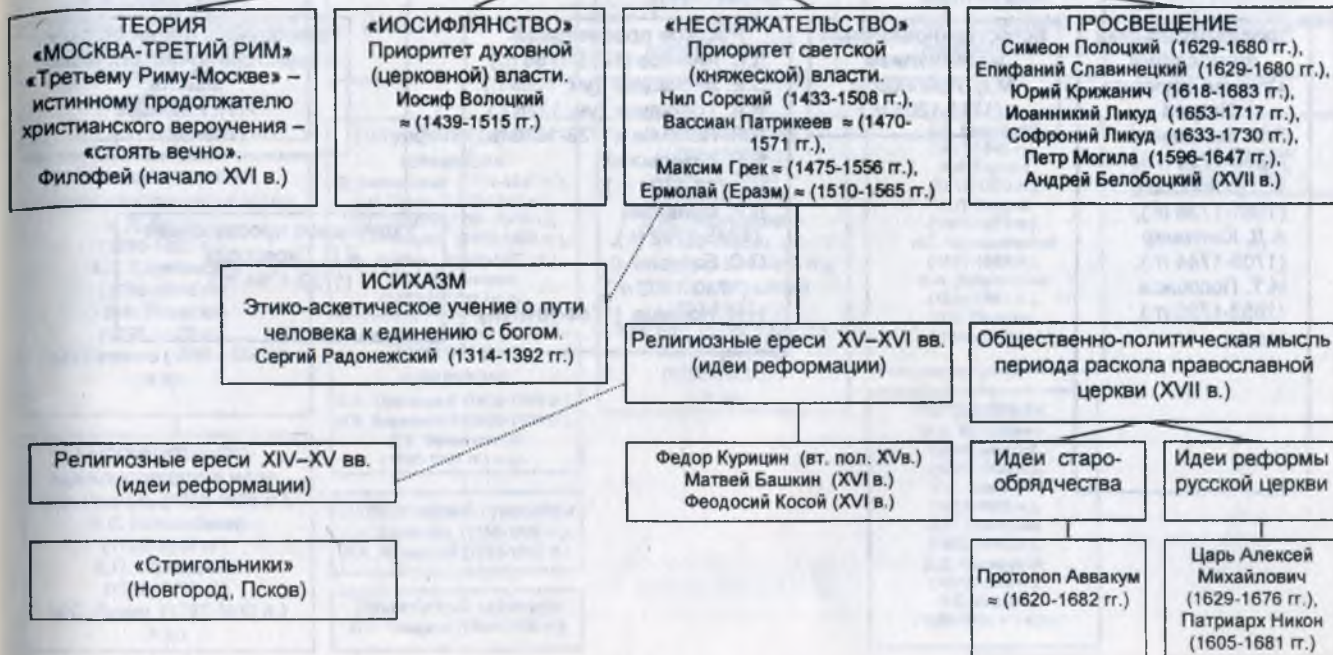 ТЕОРИЯ
«МОСКВА-ТРЕТИЙ РИМ»
«Третьему Риму-Москве» –
истинному продолжателю
христианского вероучения –
«стоять вечно».
Филофей (начало XVI в.)
«ИОСИФЛЯНСТВО»
Приоритет духовной
(церковной) власти.
Иосиф Волоцкий
≈ (1439-1515 гг.)
«НЕСТЯЖАТЕЛЬСТВО»
Приоритет светской
(княжеской) власти.
Нил Сорский (1433-1508 гг.),
Вассиан Патрикеев ≈ (1470-
1571 гг.),
Максим Грек ≈ (1475-1556 гг.),
Ермолай (Еразм) ≈ (1510-1565 гг.)
ПРОСВЕЩЕНИЕ
Симеон Полоцкий (1629-1680 гг.),
Епифаний Славинецкий (1629-1680 гг.),
Юрий Крижанич (1618-1683 гг.),
Иоанникий Ликуд (1653-1717 гг.),
Софроний Ликуд (1633-1730 гг.),
Петр Могила (1596-1647 гг.),
Андрей Белобоцкий (XVII в.)
ИСИХАЗМ
Этико-аскетическое учение о пути
человека к единению с богом.
Сергий Радонежский (1314-1392 гг.)
Религиозные ереси XV–XVI вв.
(идеи реформации)
Общественно-политическая мысль
периода раскола православной
церкви (XVII в.)
Религиозные ереси XIV–XV вв.
(идеи реформации)
Федор Курицин (вт. пол. XVв.)
Матвей Башкин (XVI в.)
Феодосий Косой (XVI в.)
Идеи старо-
обрядчества
Идеи реформы
русской церкви
«Стригольники»
(Новгород, Псков)
Протопоп Аввакум
≈ (1620-1682 гг.)
Царь Алексей
Михайлович
(1629-1676 гг.),
Патриарх Никон
(1605-1681 гг.)